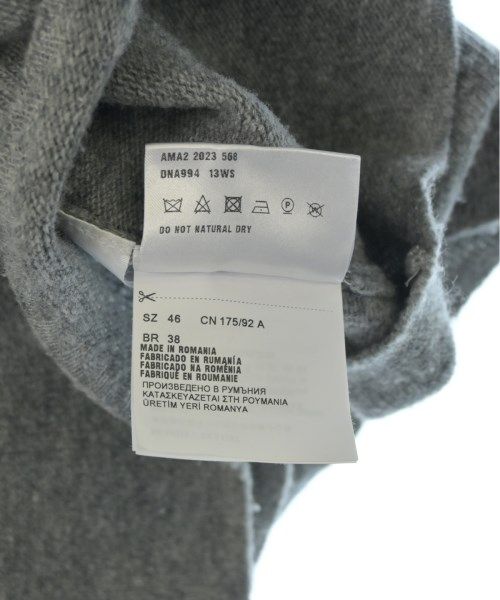 AMA2 2023 568
DNA994 13WS
P W
DO NOT NATURAL DRY
SZ 46 CN 175/92 A
BR 38
MADE IN ROMANIA
FABRICADO EN RUMANÍA
FABRICADO NA ROMÉNIA
FABRIQUÉ EN ROUMANIE
ПРОИЗВЕДЕНО В РУМЪНИЯ
ΚΑΤΑΣΚΕΥΑΖΕΤΑΙ ΣΤΗ ΡΟΥΜΑΝΙΑ
ÜRETİM YERİ ROMANYA